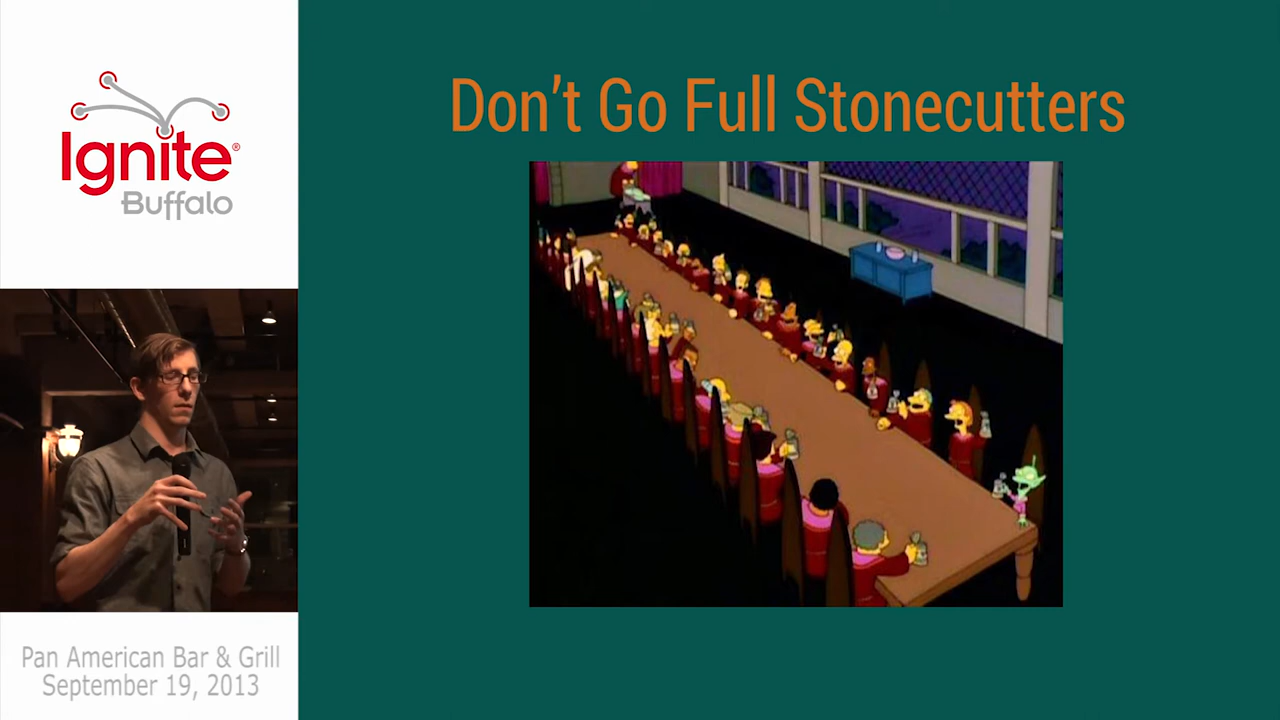 Ignite®
Buffalo
Don't Go Full Stonecutters
Pan American Bar & Grill
September 19, 2013